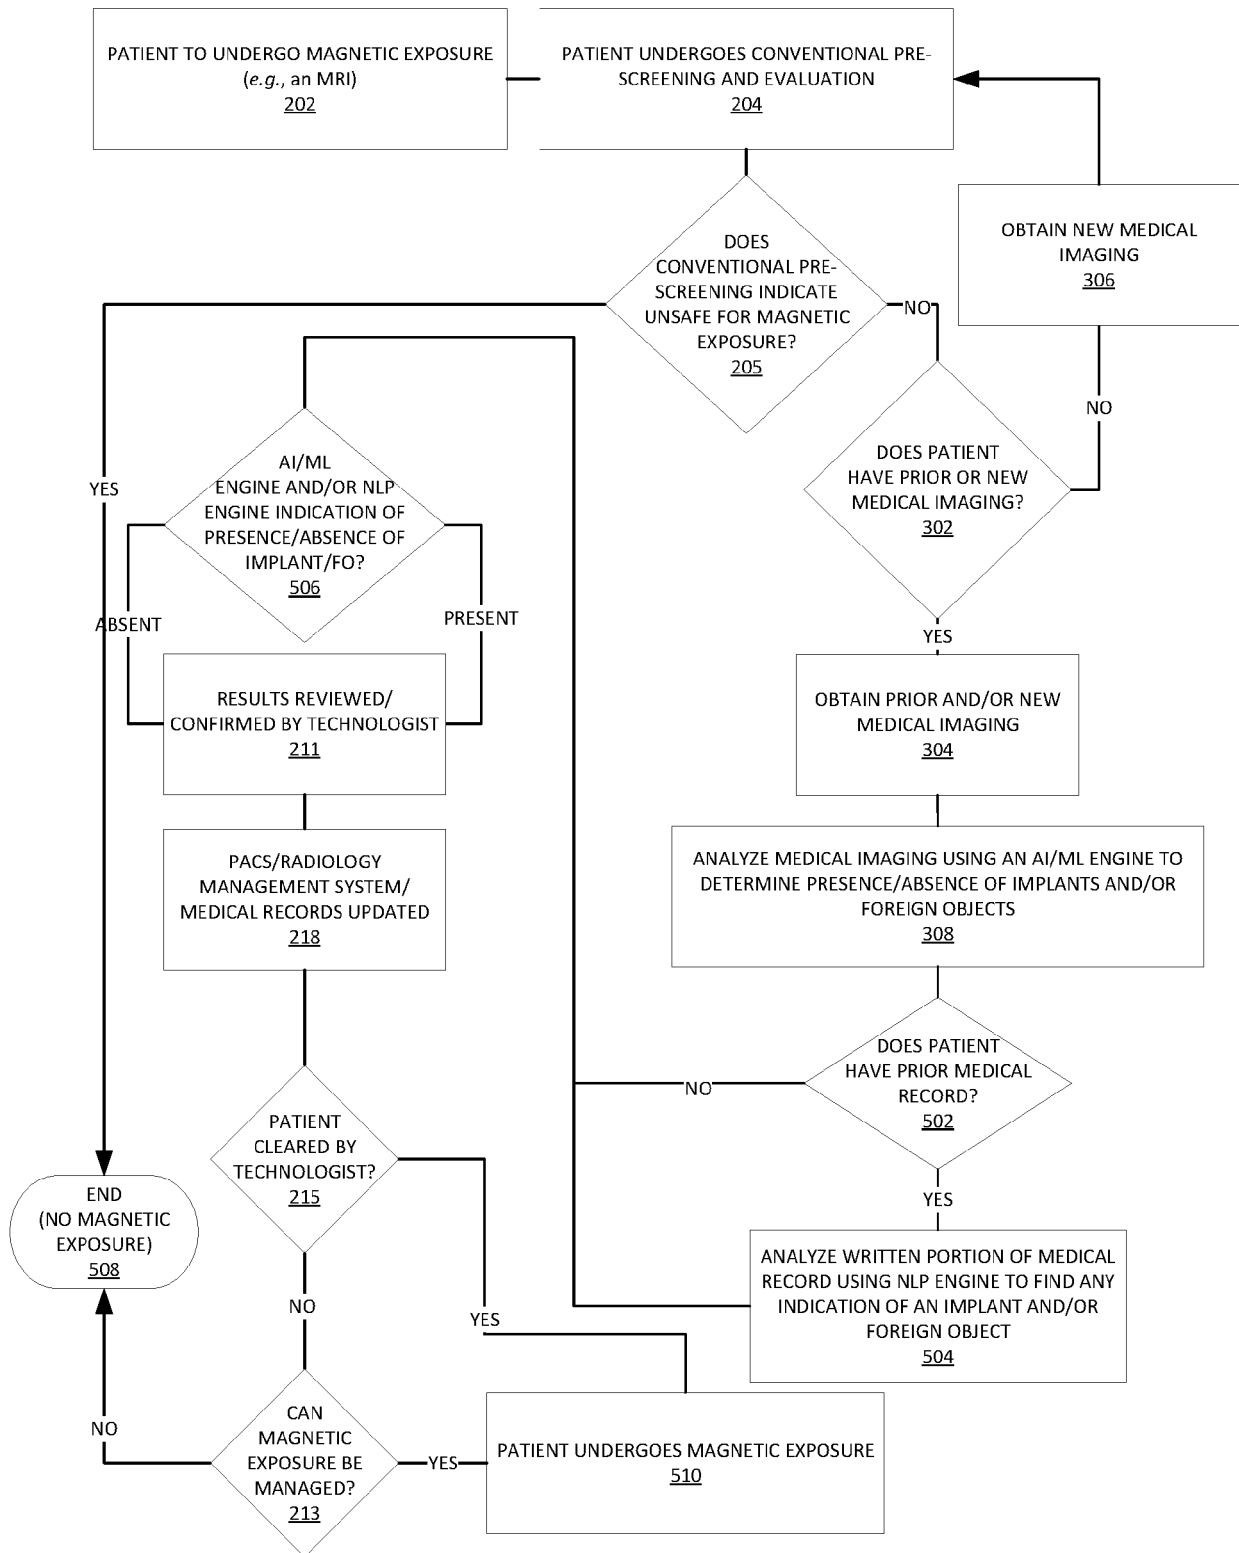 PATIENT TO UNDERGO MAGNETIC EXPOSURE
(e.g., an MRI)
202
PATIENT UNDERGOES CONVENTIONAL PRE-
SCREENING AND EVALUATION
204
DOES
CONVENTIONAL PRE-
SCREENING INDICATE
UNSAFE FOR MAGNETIC
EXPOSURE?
205
NO
YES
OBTAIN NEW MEDICAL
IMAGING
306
NO
DOES PATIENT
HAVE PRIOR OR NEW
MEDICAL IMAGING?
302
YES
AI/ML
ENGINE AND/OR NLP
ENGINE INDICATION OF
PRESENCE/ABSENCE OF
IMPLANT/FO?
506
ABSENT
PRESENT
RESULTS REVIEWED/
CONFIRMED BY TECHNOLOGIST
211
OBTAIN PRIOR AND/OR NEW
MEDICAL IMAGING
304
PACS/RADIOLOGY
MANAGEMENT SYSTEM/
MEDICAL RECORDS UPDATED
218
ANALYZE MEDICAL IMAGING USING AN AI/ML ENGINE TO
DETERMINE PRESENCE/ABSENCE OF IMPLANTS AND/OR
FOREIGN OBJECTS
308
DOES PATIENT
HAVE PRIOR MEDICAL
RECORD?
502
NO
YES
PATIENT
CLEARED BY
TECHNOLOGIST?
215
NO
YES
END
(NO MAGNETIC
EXPOSURE)
508
ANALYZE WRITTEN PORTION OF MEDICAL
RECORD USING NLP ENGINE TO FIND ANY
INDICATION OF AN IMPLANT AND/OR
FOREIGN OBJECT
504
CAN
MAGNETIC
EXPOSURE BE
MANAGED?
213
NO
YES
PATIENT UNDERGOES MAGNETIC EXPOSURE
510